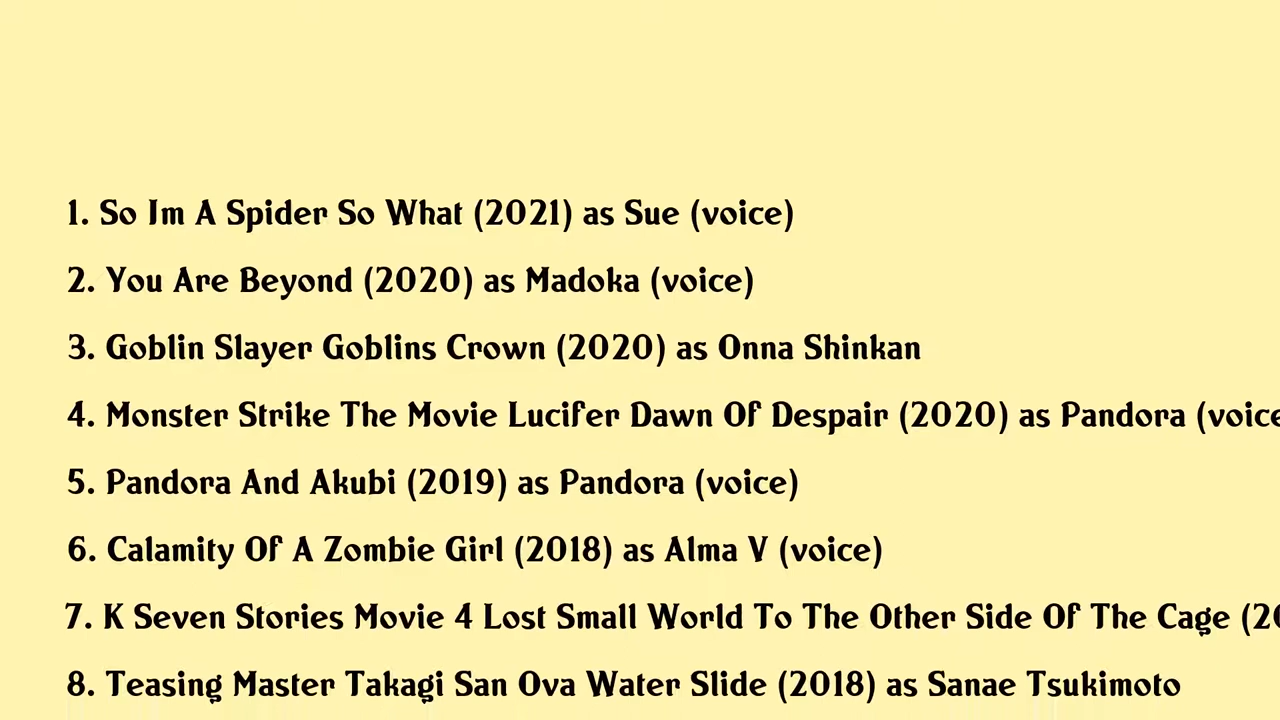 1. So Im A Spider So What (2021) as Sue (voice)
2. You Are Beyond (2020) as Madoka (voice)
3. Goblin Slayer Goblins Crown (2020) as Onna Shinkan
4. Monster Strike The Movie Lucifer Dawn Of Despair (2020) as Pandora (voice
5. Pandora And Akubi (2019) as Pandora (voice)
6. Calamity Of A Zombie Girl (2018) as Alma V (voice)
7. K Seven Stories Movie 4 Lost Small World To The Other Side Of The Cage (20
8. Teasing Master Takagi San Ova Water Slide (2018) as Sanae Tsukimoto